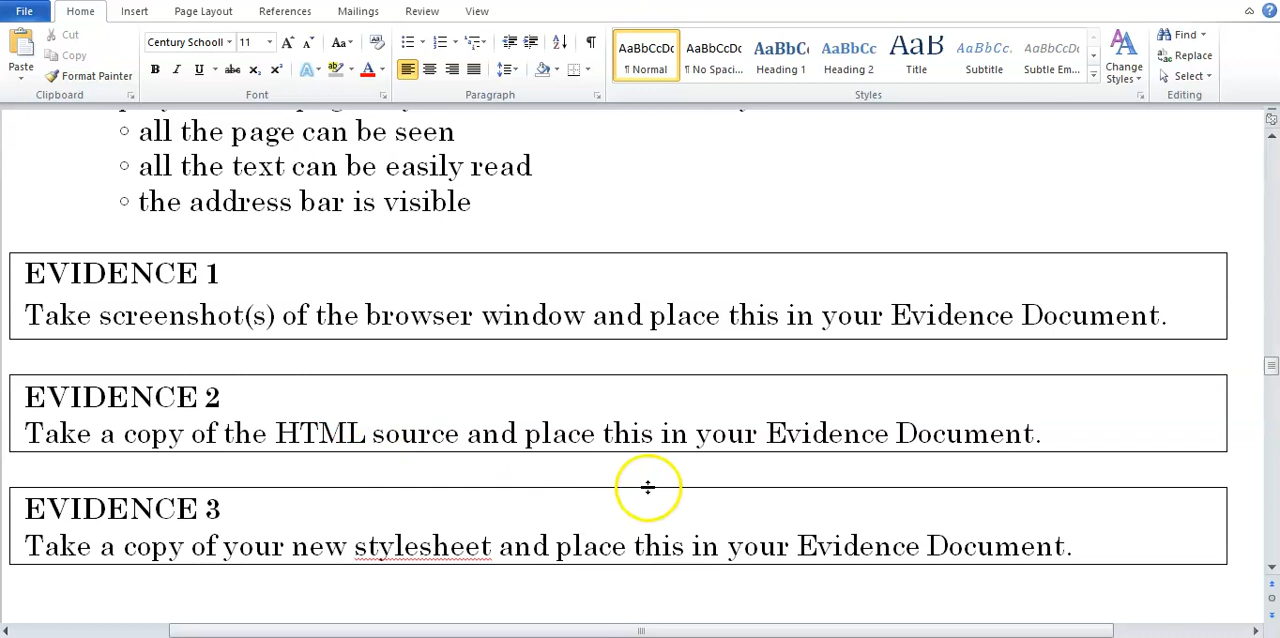 File Home Insert Page Layout References Mailings Review View
Cut
Copy
Format Painter
Paste
Clipboard
Century Schooll 11
Font
Paragraph
AaBbCcDc AaBbCcDc AaBbC AaBbCc AaB AaBbCc. AaBbCcDc
¶ Normal ¶ No Spaci... Heading 1 Heading 2 Title Subtitle Subtle Em...
Change
Styles
Styles
Find
Replace
Select
Editing
○ all the page can be seen
○ all the text can be easily read
○ the address bar is visible
EVIDENCE 1
Take screenshot(s) of the browser window and place this in your Evidence Document.
EVIDENCE 2
Take a copy of the HTML source and place this in your Evidence Document.
EVIDENCE 3
Take a copy of your new stylesheet and place this in your Evidence Document.